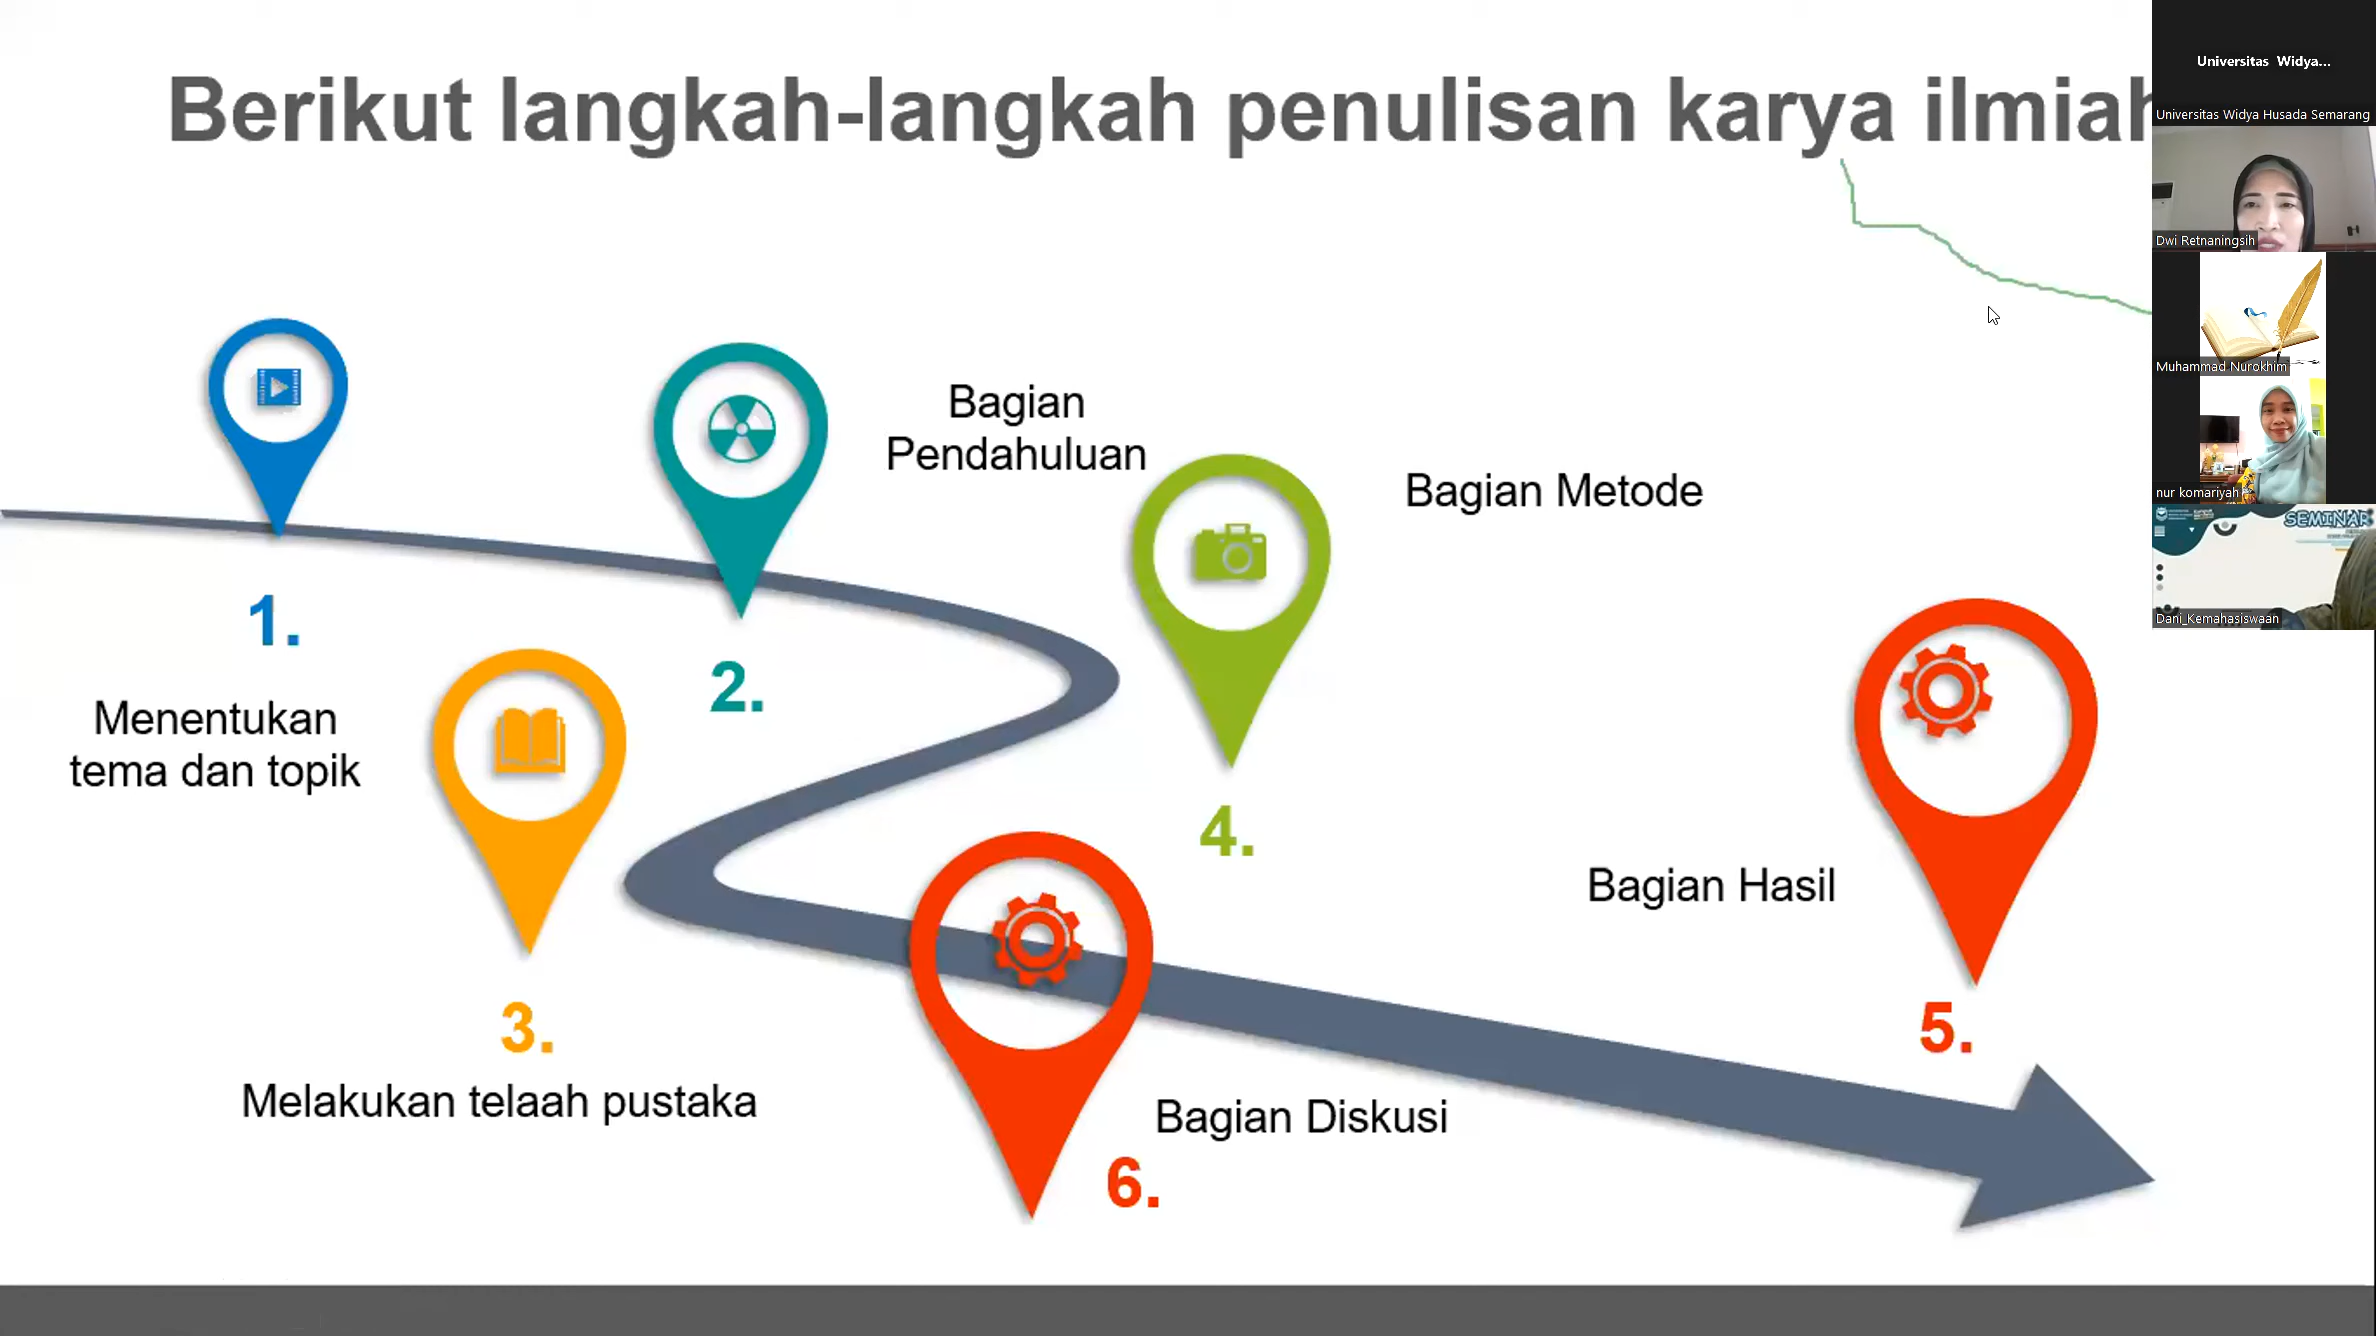 Berikut langkah-langkah penulisan karya ilmiah
1.
Menentukan
tema dan topik
2.
Bagian
Pendahuluan
3.
Melakukan telaah pustaka
4.
Bagian Metode
5.
Bagian Hasil
6.
Bagian Diskusi
Universitas Widya...
Universitas Widya Husada Semarang
Dwi Retnaningsih
Muhammad Nurokhim
nur komariyah
SEMINAR
Dani_Kemahasiswaan